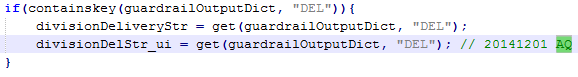 if(containskey(guardrailOutputDict, "DEL")){
divisionDeliveryStr = get(guardrailOutputDict, "DEL");
divisionDelStr_ui = get(guardrailOutputDict, "DEL"); // 20141201 AQ
}